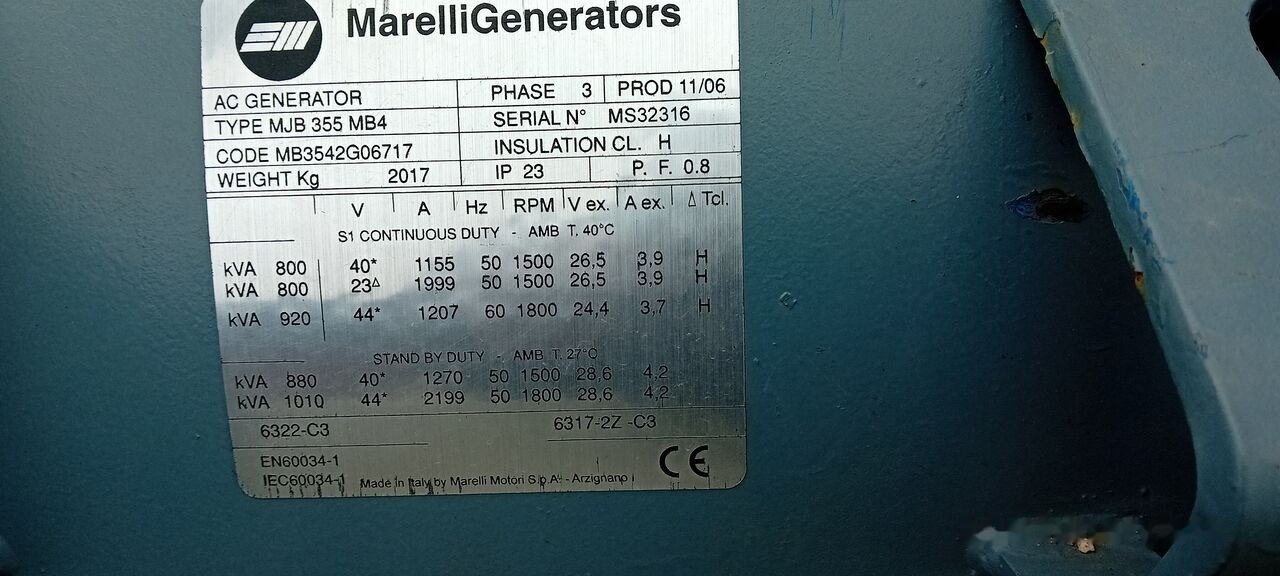 MarelliGenerators
AC GENERATOR PHASE 3 PROD 11/06
TYPE MJB 355 MB4 SERIAL N° MS32316
CODE MB3542G06717 INSULATION CL. H
WEIGHT Kg 2017 IP 23 P. F. 0.8
V A Hz RPM V ex. A ex. Δ Tcl.
S1 CONTINUOUS DUTY - AMB T. 40°C
kVA 800 40* 1155 50 1500 26,5 3,9 H
kVA 800 23Δ 1999 50 1500 26,5 3,9 H
kVA 920 44* 1207 60 1800 24,4 3,7 H
STAND BY DUTY - AMB T. 27°C
kVA 880 40* 1270 50 1500 28,6 4,2
kVA 1010 44* 2199 50 1800 28,6 4,2
6322-C3 6317-2Z -C3
EN60034-1
IEC60034-1 Made in Italy by Marelli Motori S.p.A. - Arzignano
CE